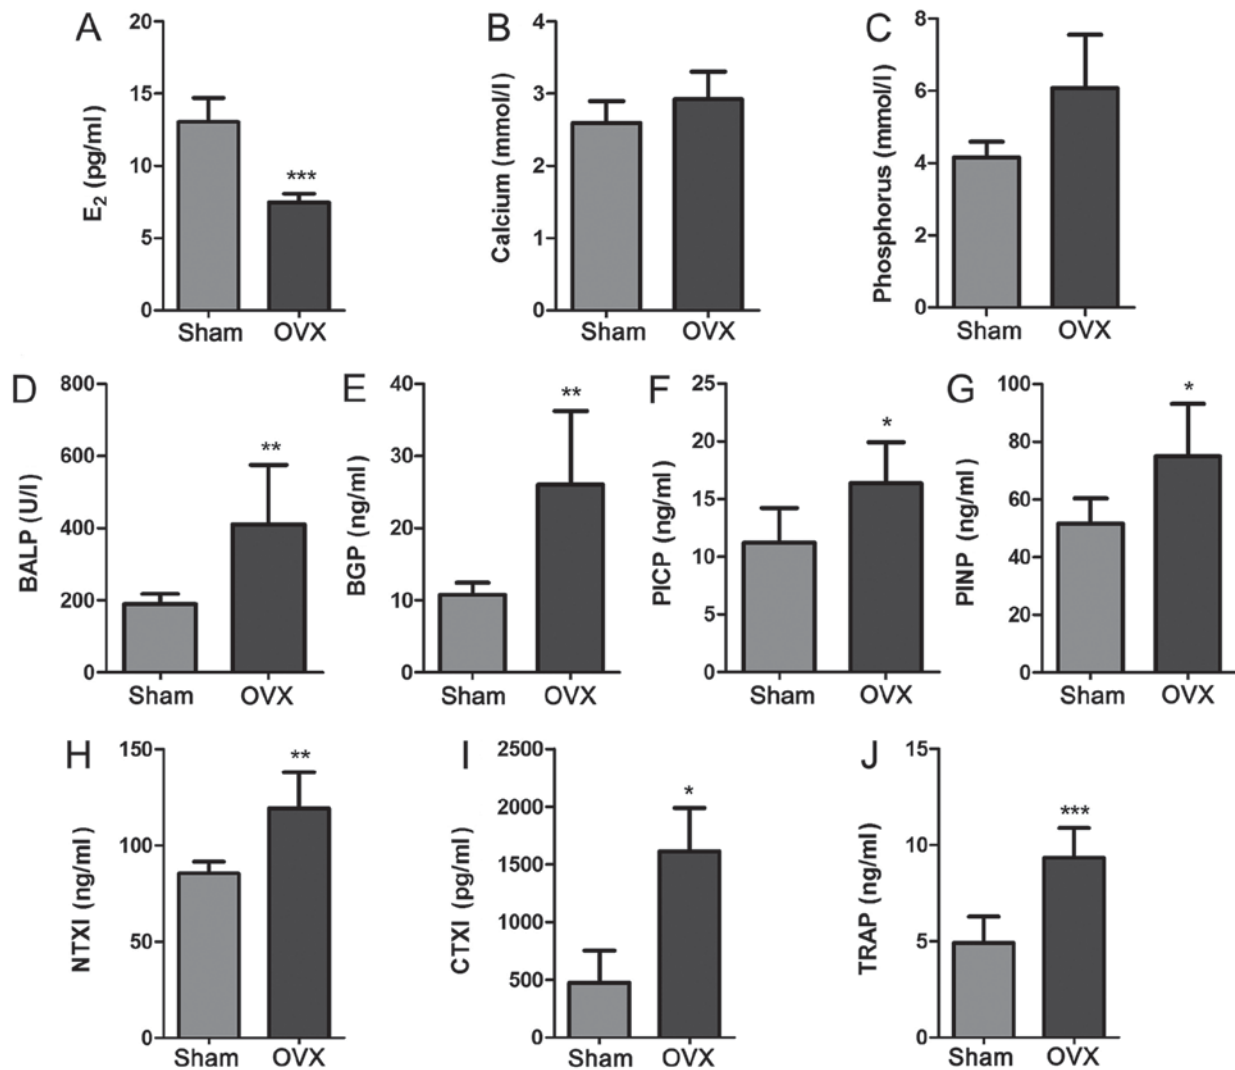 A
E2 (pg/ml)
20
15
10
5
0
***
Sham OVX
B
Calcium (mmol/l)
4
3
2
1
0
Sham OVX
C
Phosphorus (mmol/l)
8
6
4
2
0
Sham OVX
D
BALP (U/l)
800
600
400
200
0
**
Sham OVX
E
BGP (ng/ml)
40
30
20
10
0
**
Sham OVX
F
PICP (ng/ml)
25
20
15
10
5
0
*
Sham OVX
G
PINP (ng/ml)
100
80
60
40
20
0
*
Sham OVX
H
NTXI (ng/ml)
150
100
50
0
**
Sham OVX
I
CTXI (pg/ml)
2500
2000
1500
1000
500
0
*
Sham OVX
J
TRAP (ng/ml)
15
10
5
0
***
Sham OVX